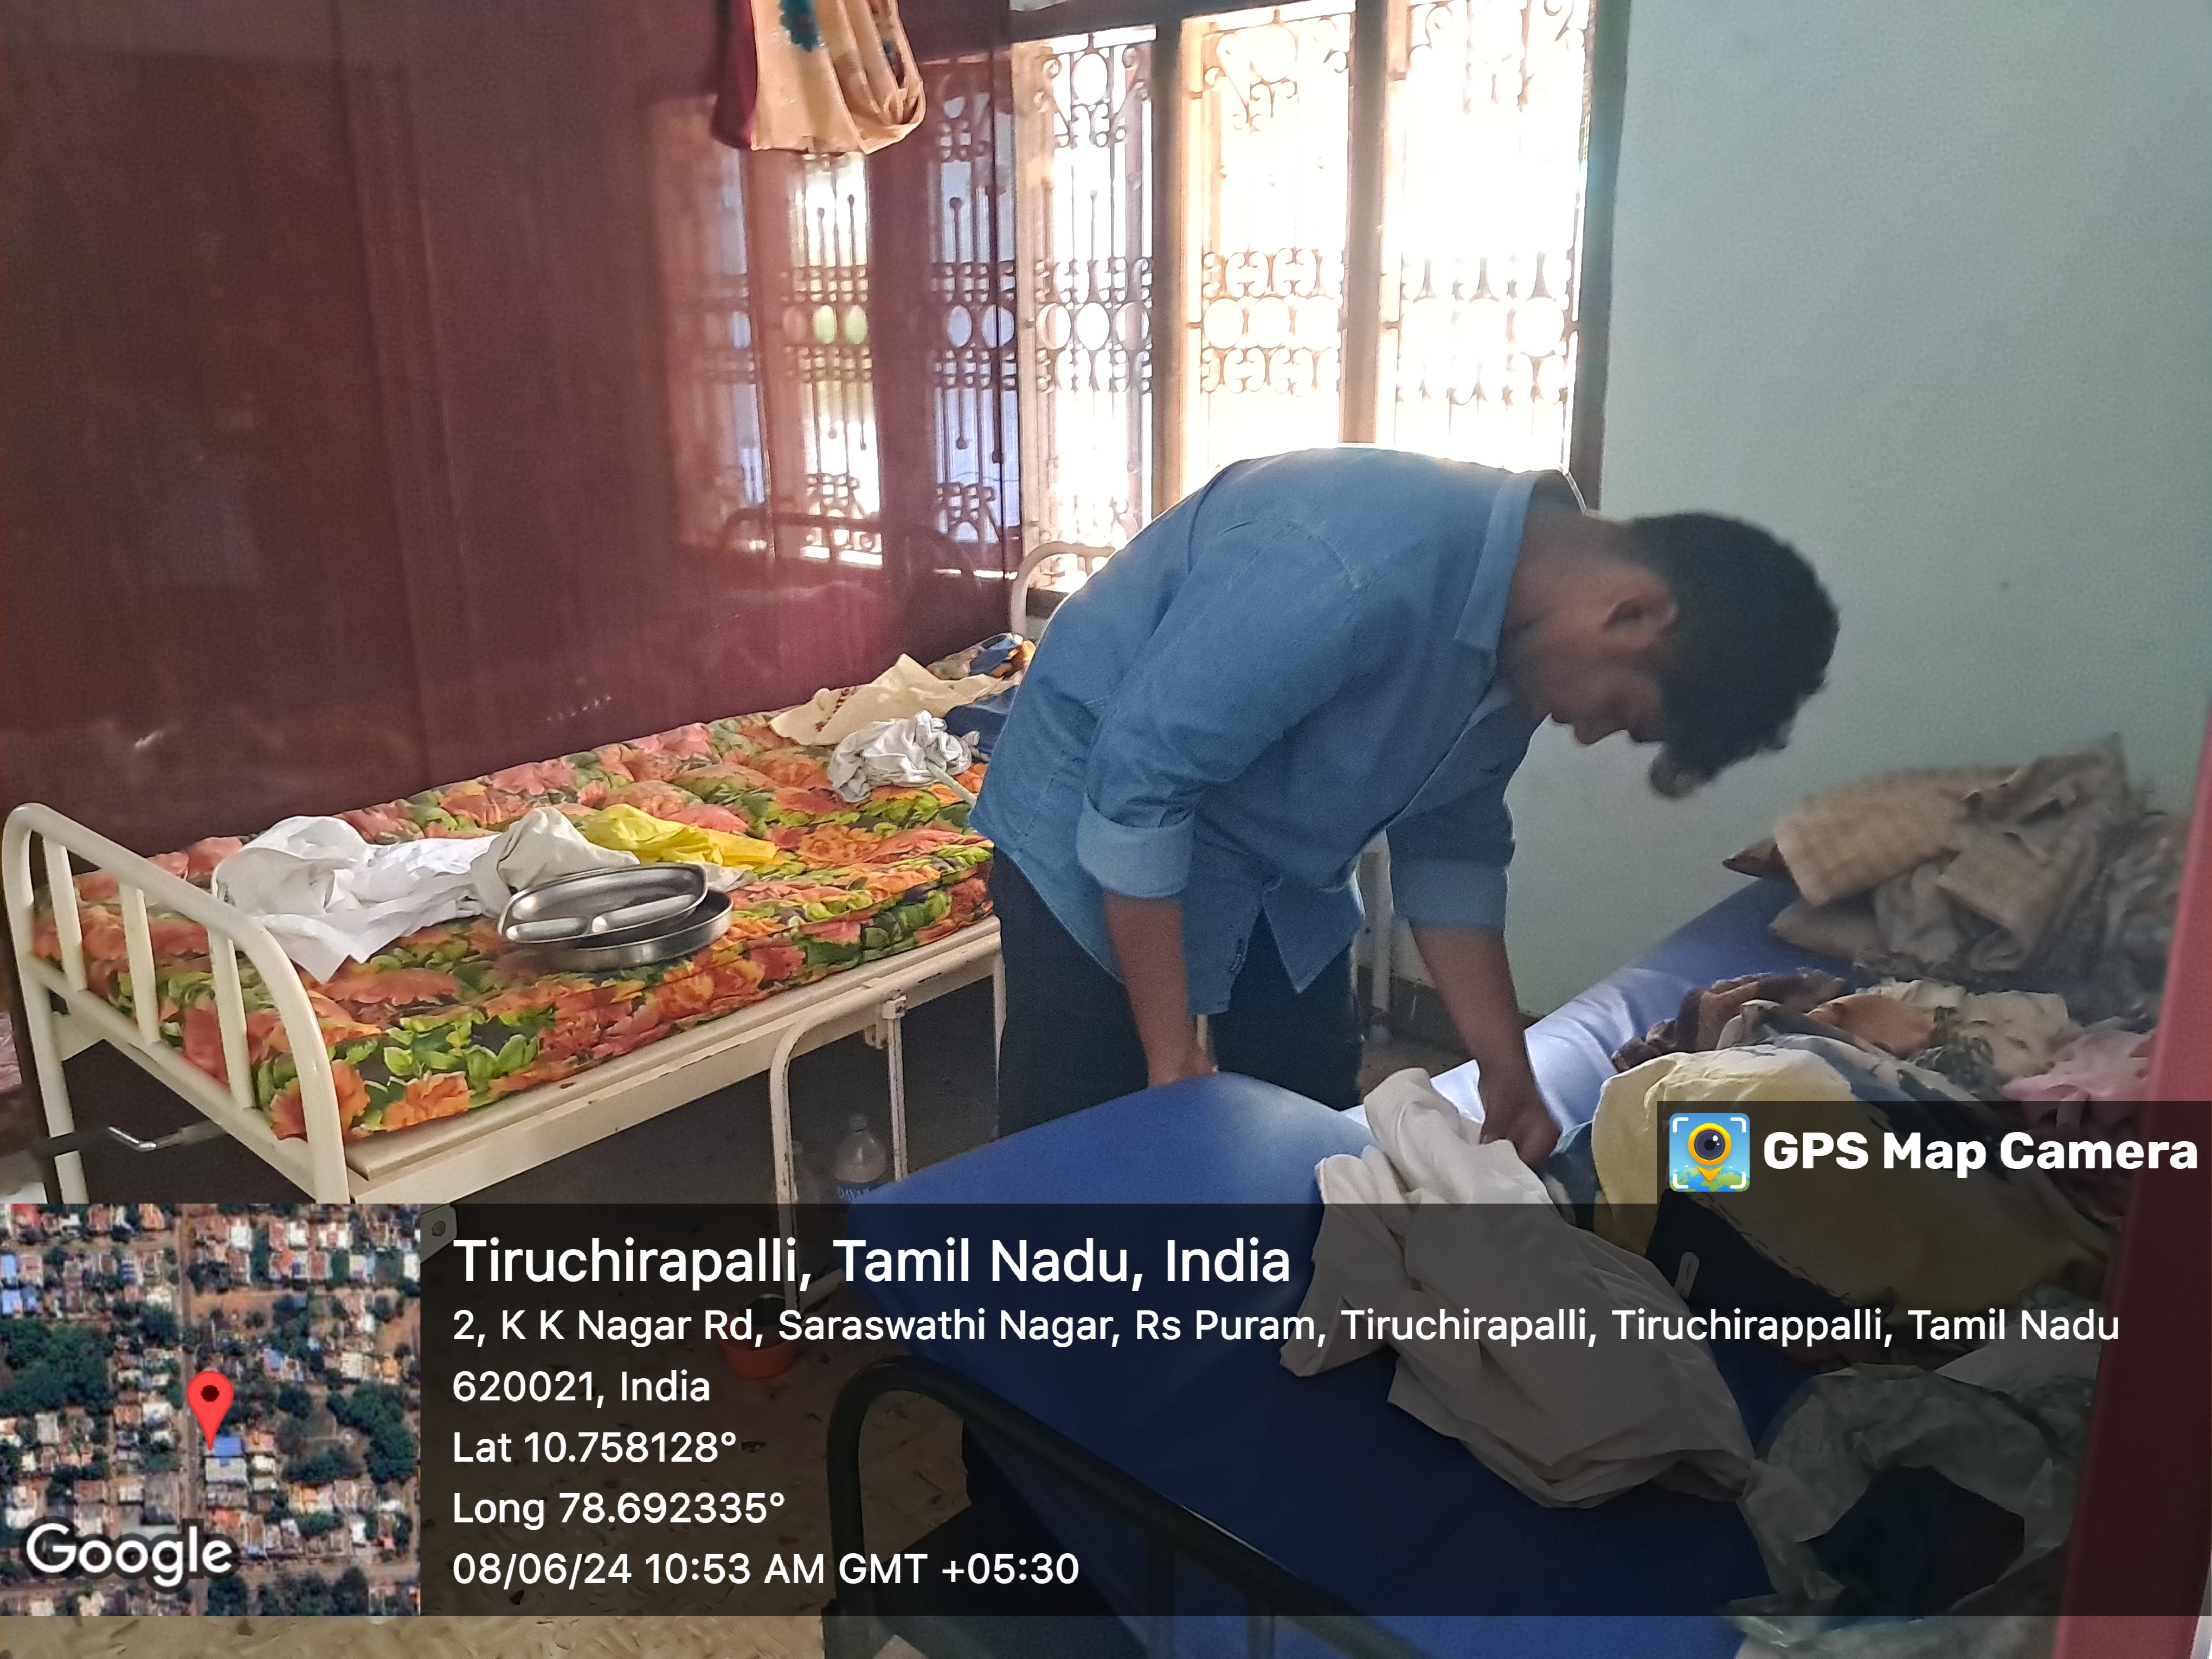 GPS Map Camera
Tiruchirapalli, Tamil Nadu, India
2, K K Nagar Rd, Saraswathi Nagar, Rs Puram, Tiruchirapalli, Tiruchirappalli, Tamil Nadu
620021, India
Lat 10.758128°
Long 78.692335°
08/06/24 10:53 AM GMT +05:30
Google